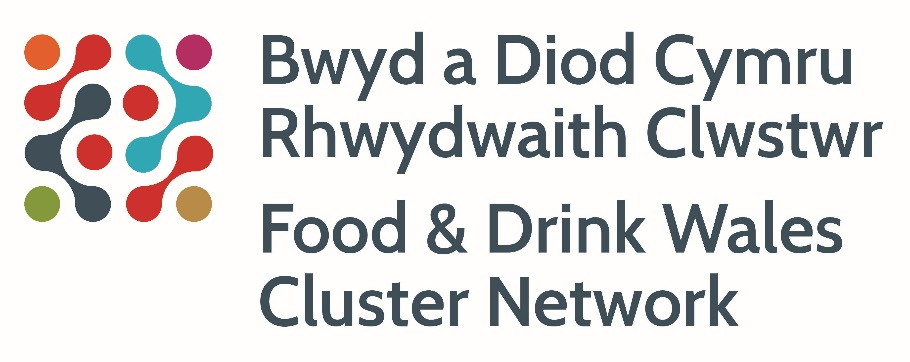 Bwyd a Diod Cymru
Rhwydwaith Clwstwr
Food & Drink Wales
Cluster Network